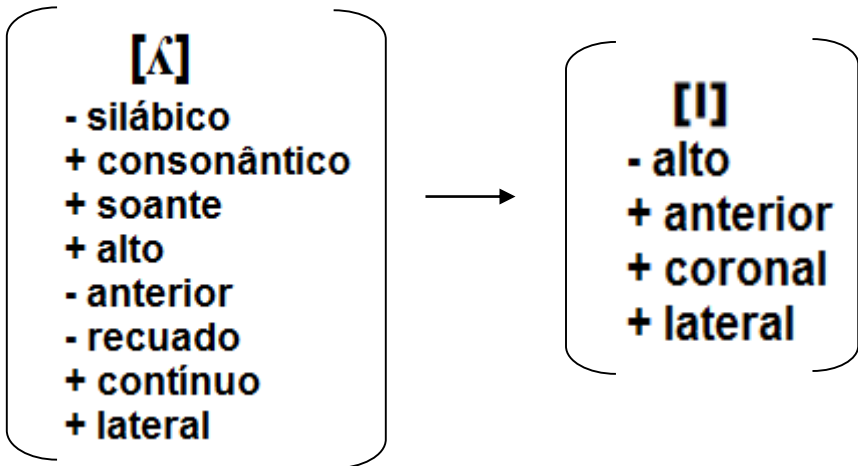 [ʎ]
- silábico
+ consonântico
+ soante
+ alto
- anterior
- recuado
+ contínuo
+ lateral
[l]
- alto
+ anterior
+ coronal
+ lateral